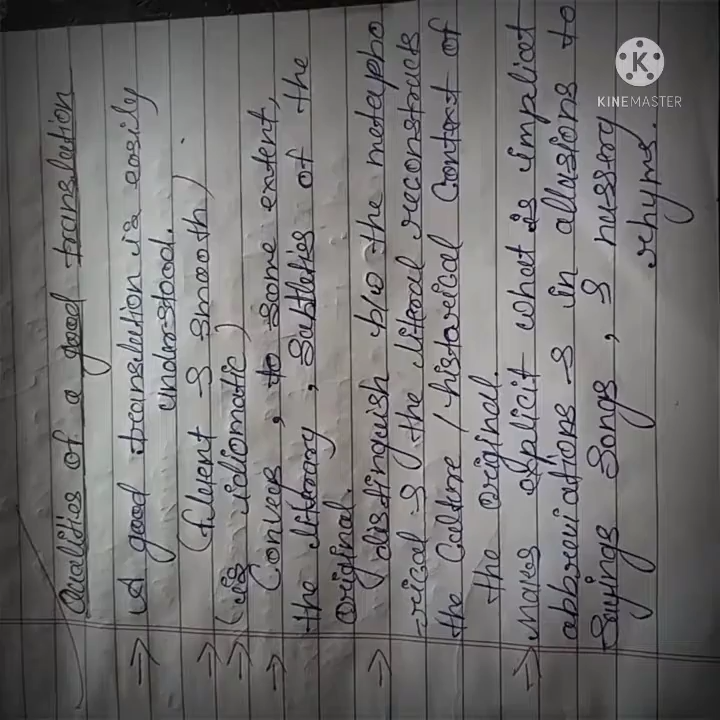 Qualities of a good translation
→ A good translation is easily
understood.
→ (fluent & smooth).
→ (is idiomatic)
→ Conveys, to some extent,
the literary, subtleties of the
original.
→ distinguish b/w the metapho
-rical & the literal reconstructs
the Culture / historical Context of
the original.
→ Makes explicit what is implicit
abbreviations & in allusions to
Sayings Songs, & nussery
rhyms.
K
KINEMASTER